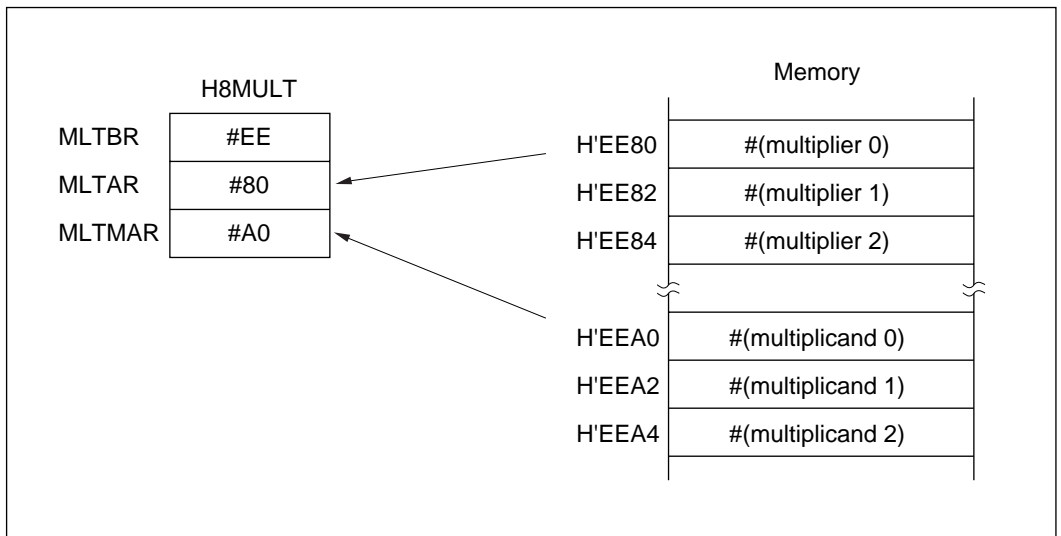 H8MULT
MLTBR #EE
MLTAR #80
MLTMAR #A0
Memory
H'EE80 #(multiplier 0)
H'EE82 #(multiplier 1)
H'EE84 #(multiplier 2)
H'EEA0 #(multiplicand 0)
H'EEA2 #(multiplicand 1)
H'EEA4 #(multiplicand 2)